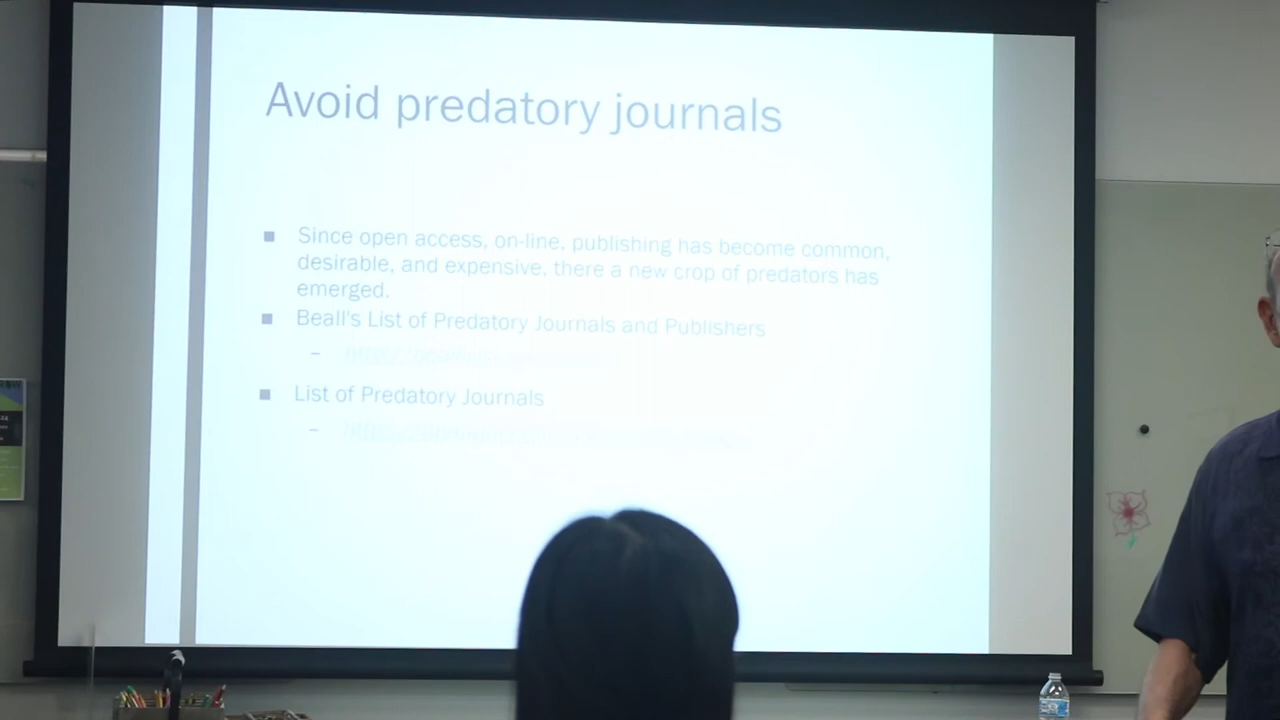 Avoid predatory journals
■ Since open access, on-line, publishing has become common,
desirable, and expensive, there a new crop of predators has
emerged.
■ Beall's List of Predatory Journals and Publishers
–
■ List of Predatory Journals
–